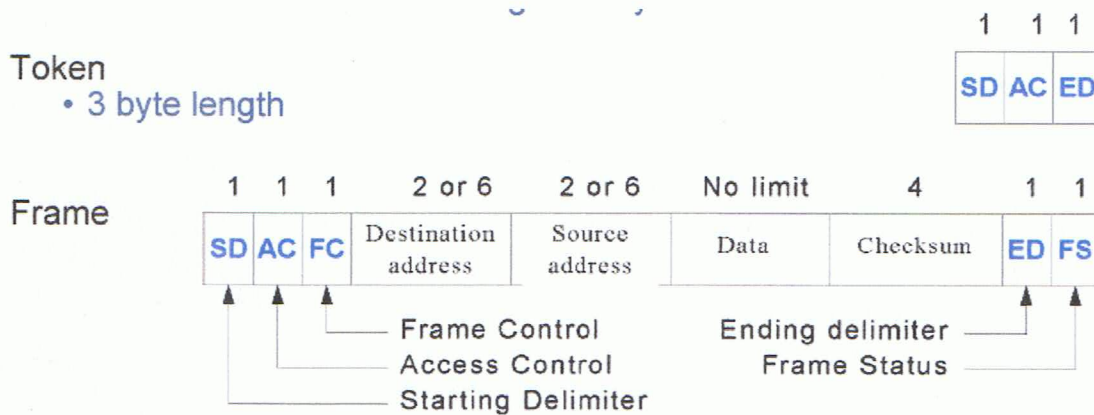 1 1 1
Token
SD AC ED
• 3 byte length
1 1 1 2 or 6 2 or 6 No limit 4 1 1
Frame
SD AC FC Destination address Source address Data Checksum ED FS
Frame Control
Access Control
Starting Delimiter
Ending delimiter
Frame Status